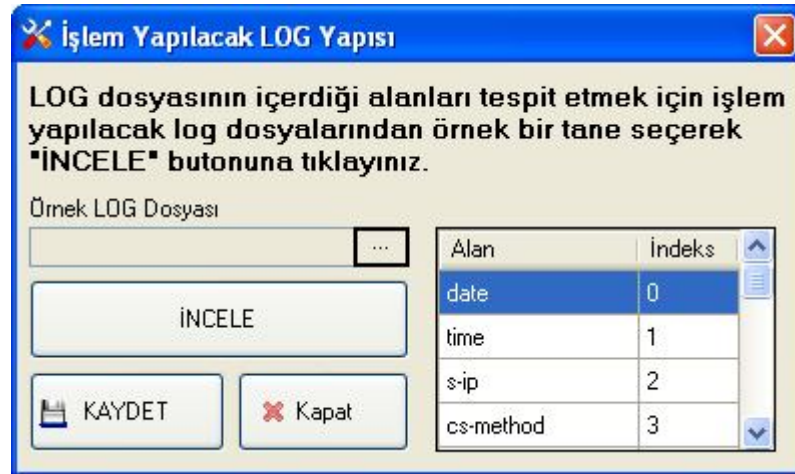 İşlem Yapılacak LOG Yapısı
LOG dosyasının içerdiği alanları tespit etmek için işlem
yapılacak log dosyalarından örnek bir tane seçerek
"İNCELE" butonuna tıklayınız.
Örnek LOG Dosyası
...
İNCELE
KAYDET
Kapat
Alan İndeks
date 0
time 1
s-ip 2
cs-method 3